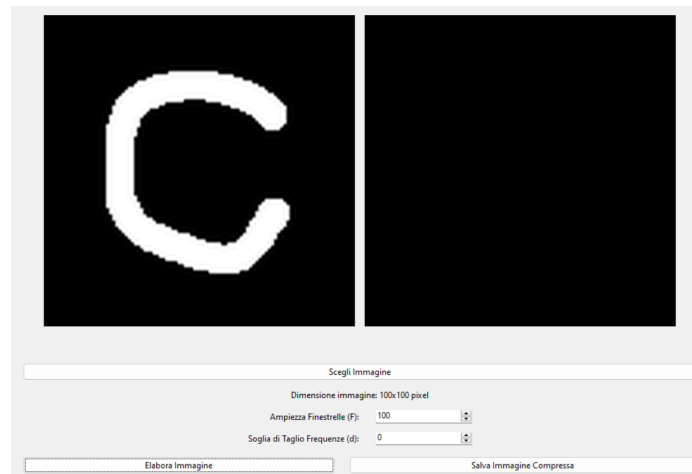 C
Scegli Immagine
Dimensione immagine: 100x100 pixel
Ampiezza Finestrelle (F): 100
Soglia di Taglio Frequenze (d): 0
Elabora Immagine Salva Immagine Compressa